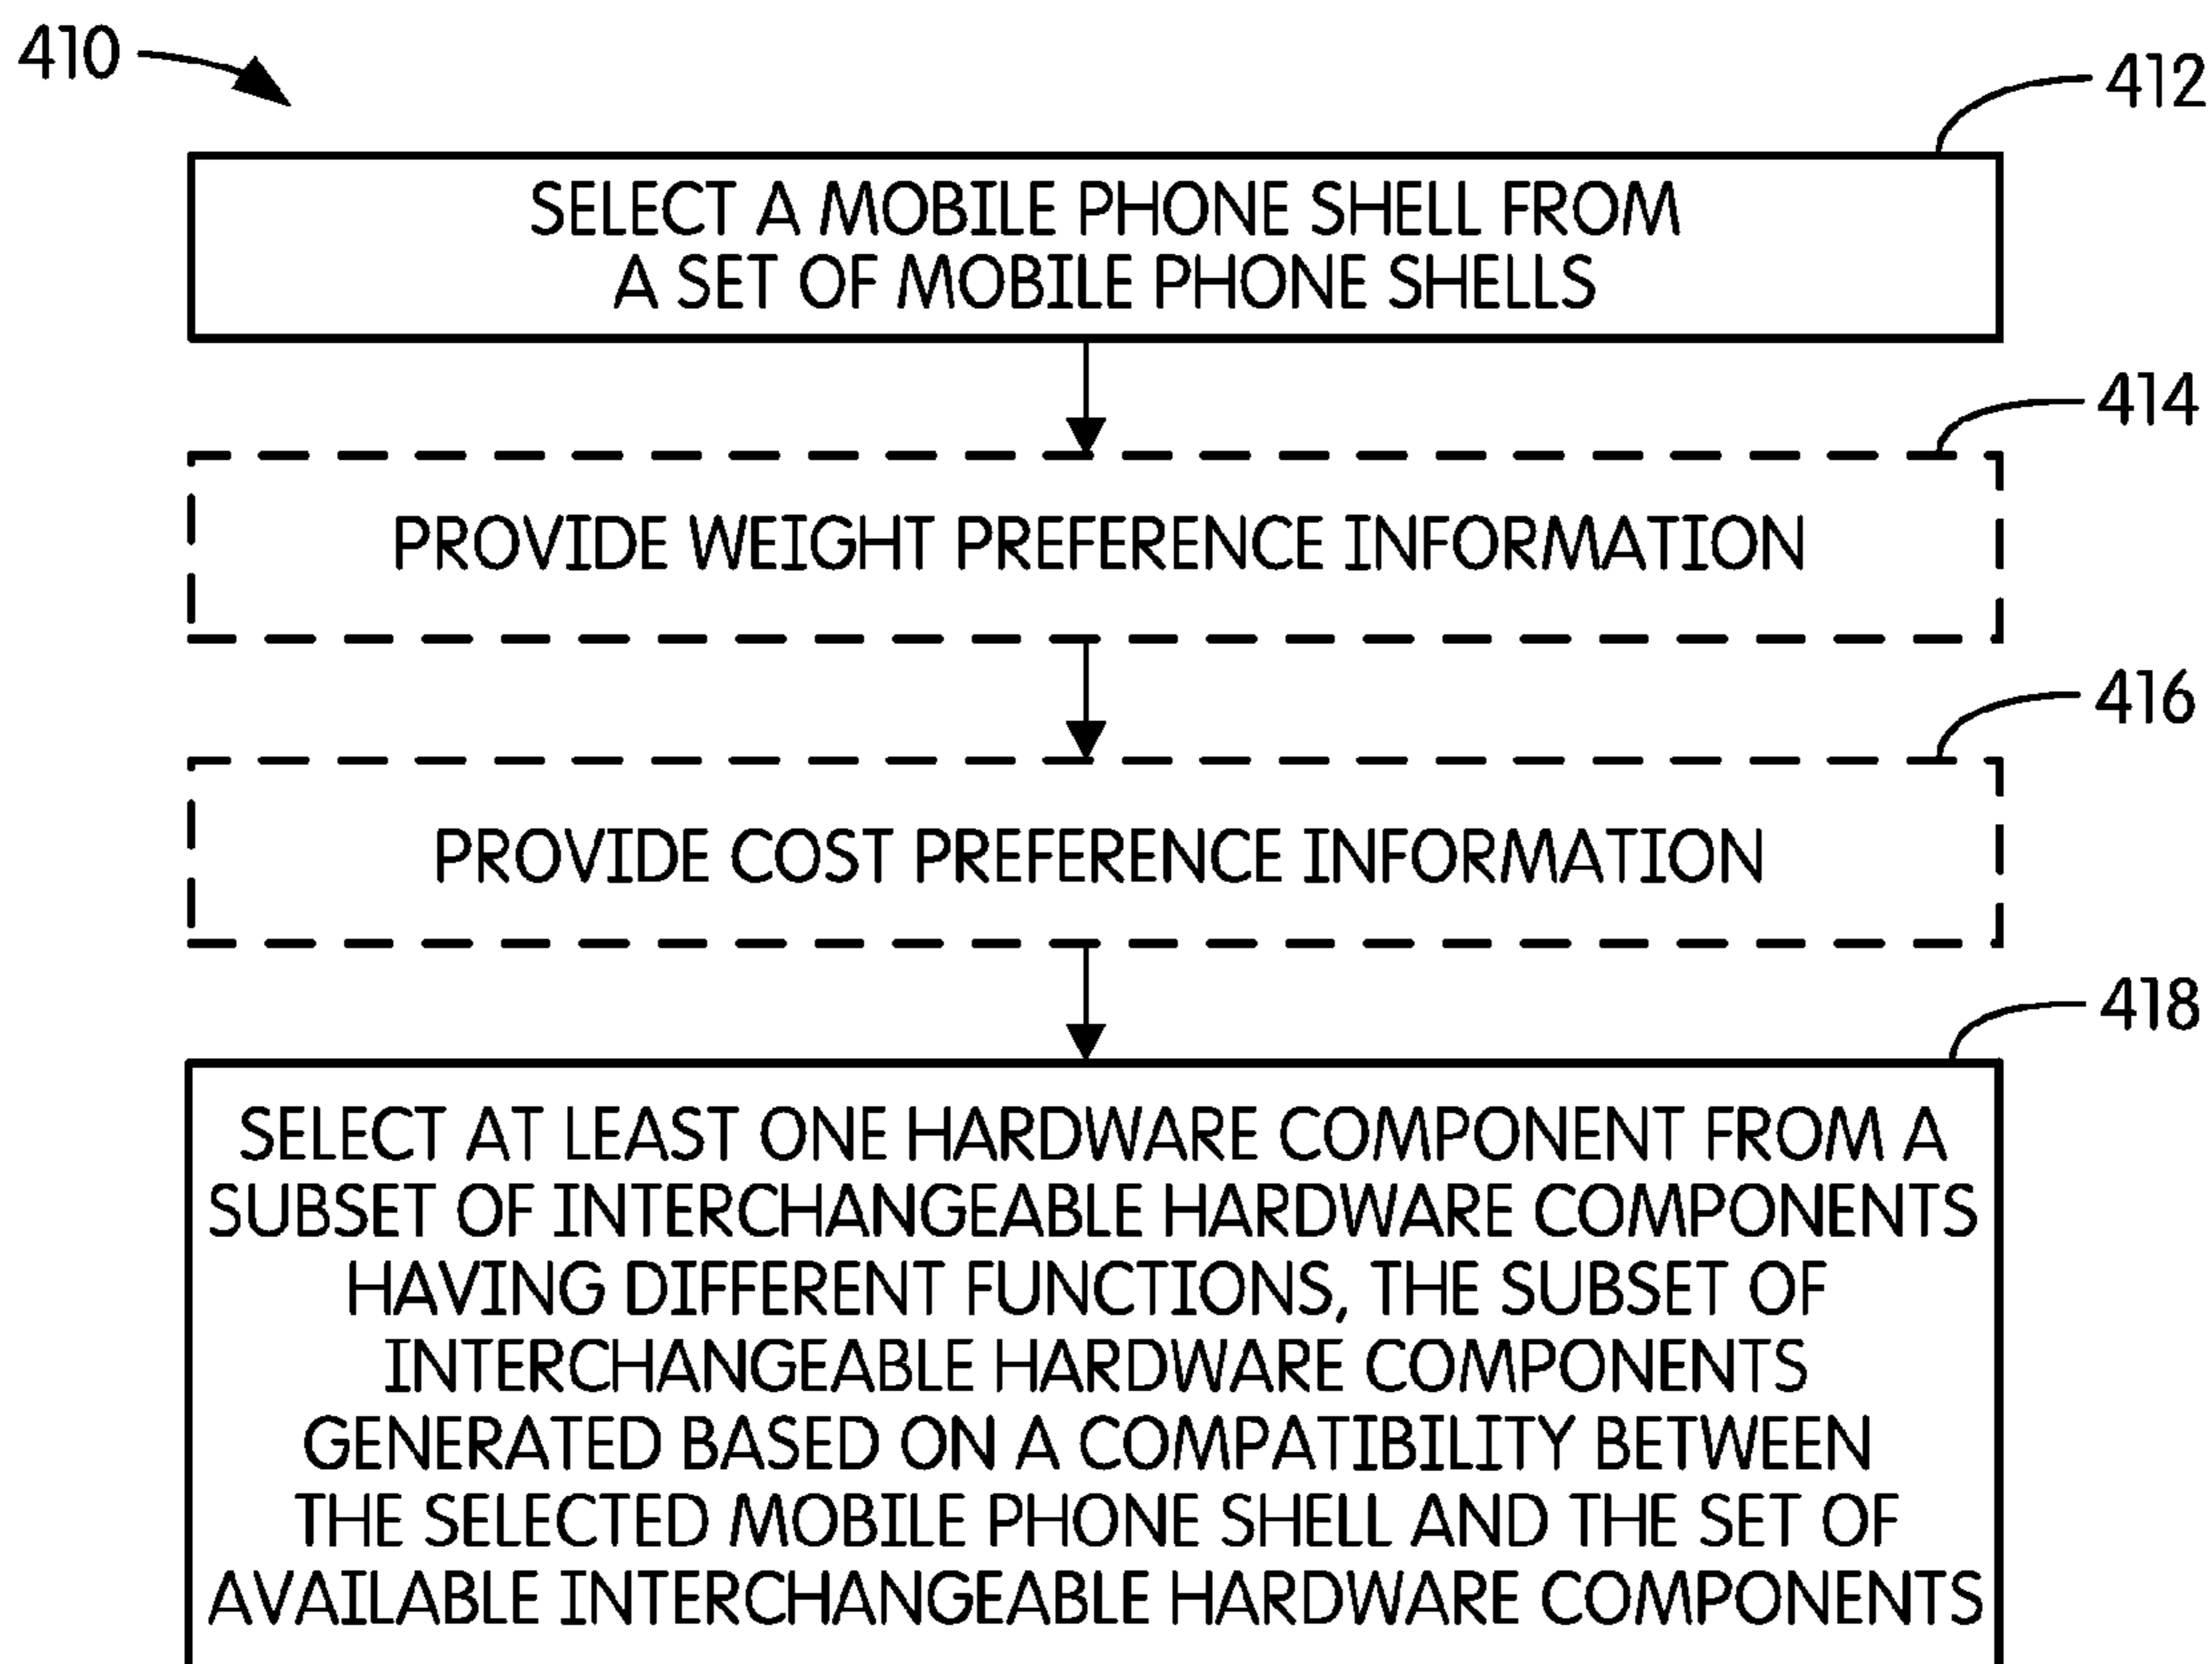 410
412
SELECT A MOBILE PHONE SHELL FROM
A SET OF MOBILE PHONE SHELLS
414
PROVIDE WEIGHT PREFERENCE INFORMATION
416
PROVIDE COST PREFERENCE INFORMATION
418
SELECT AT LEAST ONE HARDWARE COMPONENT FROM A
SUBSET OF INTERCHANGEABLE HARDWARE COMPONENTS
HAVING DIFFERENT FUNCTIONS, THE SUBSET OF
INTERCHANGEABLE HARDWARE COMPONENTS
GENERATED BASED ON A COMPATIBILITY BETWEEN
THE SELECTED MOBILE PHONE SHELL AND THE SET OF
AVAILABLE INTERCHANGEABLE HARDWARE COMPONENTS